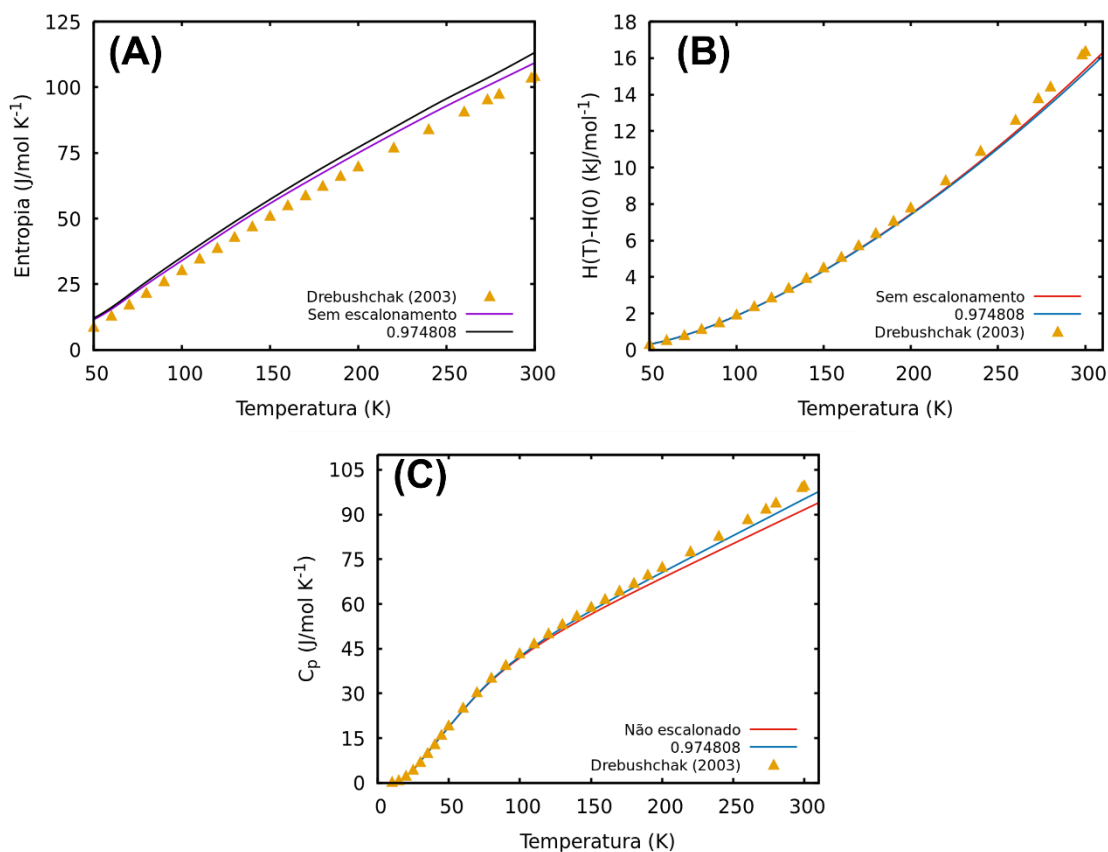 (A)
Entropia (J/mol K-1)
125
100
75
50
25
0
Drebushchak (2003)
Sem escalonamento
0.974808
50 100 150 200 250 300
Temperatura (K)
(B)
H(T)-H(0) (kJ/mol-1)
18
16
14
12
10
8
6
4
2
0
Sem escalonamento
0.974808
Drebushchak (2003)
50 100 150 200 250 300
Temperatura (K)
(C)
Cp (J/mol K-1)
105
90
75
60
45
30
15
0
Não escalonado
0.974808
Drebushchak (2003)
0 50 100 150 200 250 300
Temperatura (K)